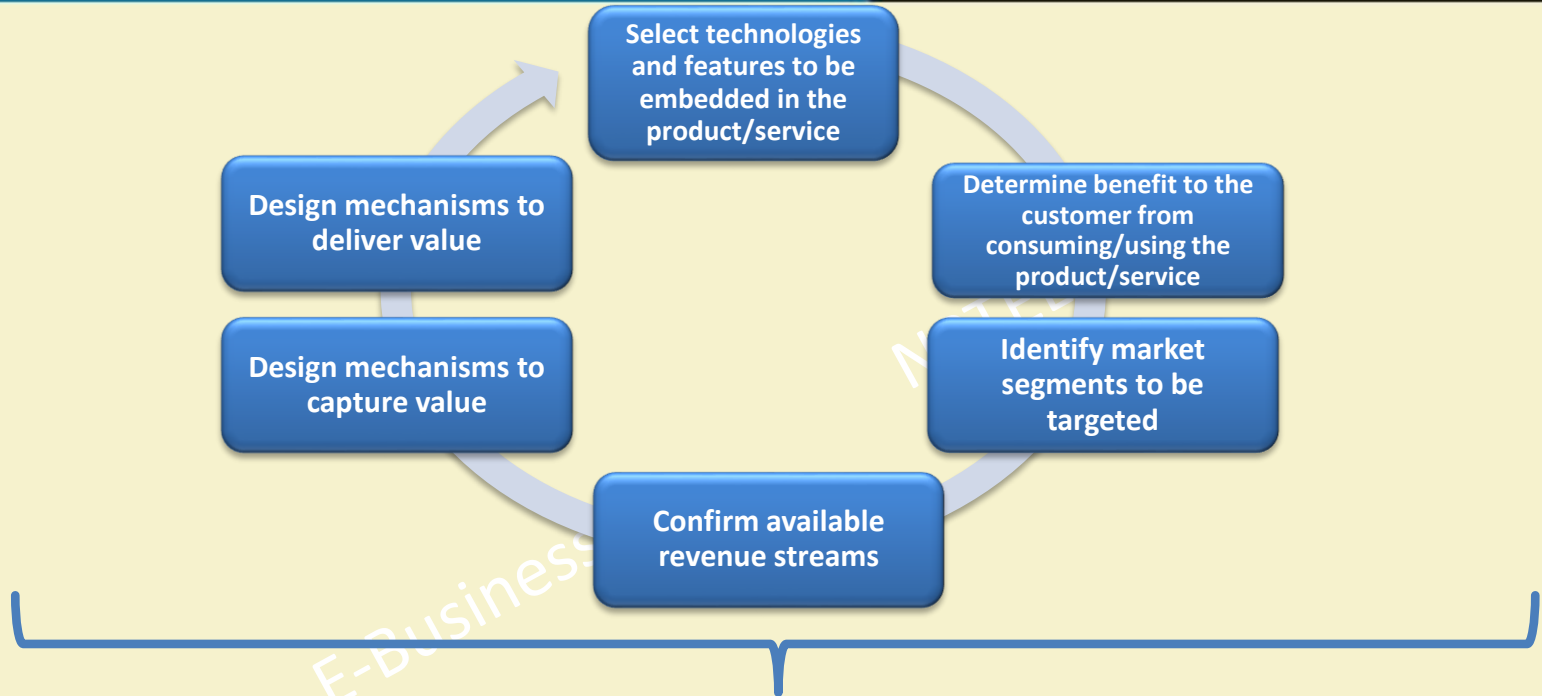 Select technologies
and features to be
embedded in the
product/service
Determine benefit to the
customer from
consuming/using the
product/service
Identify market
segments to be
targeted
Confirm available
revenue streams
Design mechanisms to
capture value
Design mechanisms to
deliver value
E-Business